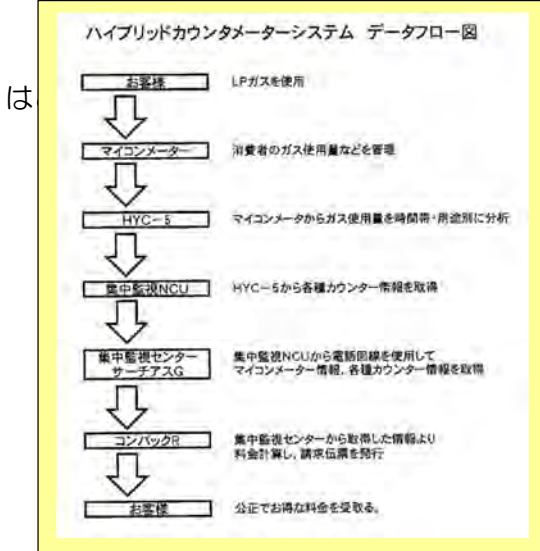 ハイブリッドカウンタメーターシステム データフロー図
は
お客様 LPガスを使用
マイコンメーター 消費者のガス使用量などを管理
HYC-5 マイコンメータからガス使用量を時間帯・用途別に分析
集中監視NCU HYC-5から各種カウンター情報を取得
集中監視センター
サーチアスG
集中監視NCUから電話回線を使用して
マイコンメーター情報、各種カウンター情報を取得
コンパックR
集中監視センターから取得した情報より
料金計算し、請求伝票を発行
お客様 公正でお得な料金を受取る。